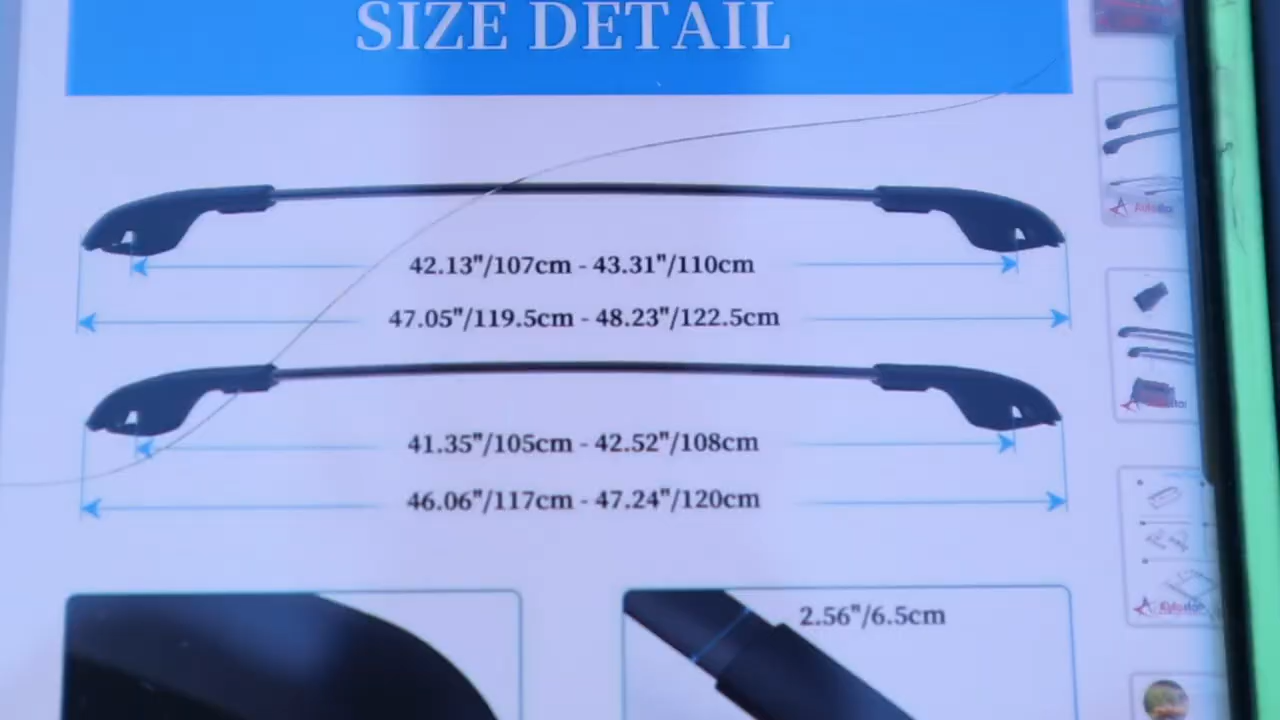 SIZE DETAIL
42.13"/107cm - 43.31"/110cm
47.05"/119.5cm - 48.23"/122.5cm
41.35"/105cm - 42.52"/108cm
46.06"/117cm - 47.24"/120cm
2.56"/6.5cm